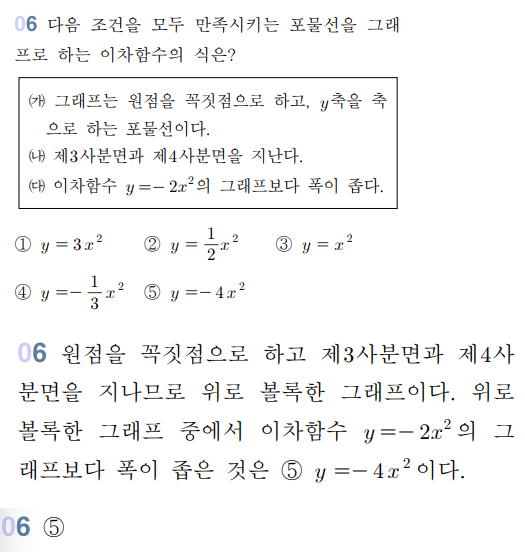 06 다음 조건을 모두 만족시키는 포물선을 그래
프로 하는 이차함수의 식은?
㈎ 그래프는 원점을 꼭짓점으로 하고, y축을 축
으로 하는 포물선이다.
㈏ 제3사분면과 제4사분면을 지난다.
㈐ 이차함수 y=-2x²의 그래프보다 폭이 좁다.
① y=3x² ② y=1/2x² ③ y=x²
④ y=-1/3x² ⑤ y=-4x²
06 원점을 꼭짓점으로 하고 제3사분면과 제4사
분면을 지나므로 위로 볼록한 그래프이다. 위로
볼록한 그래프 중에서 이차함수 y=-2x²의 그
래프보다 폭이 좁은 것은 ⑤ y=-4x²이다.
06 ⑤